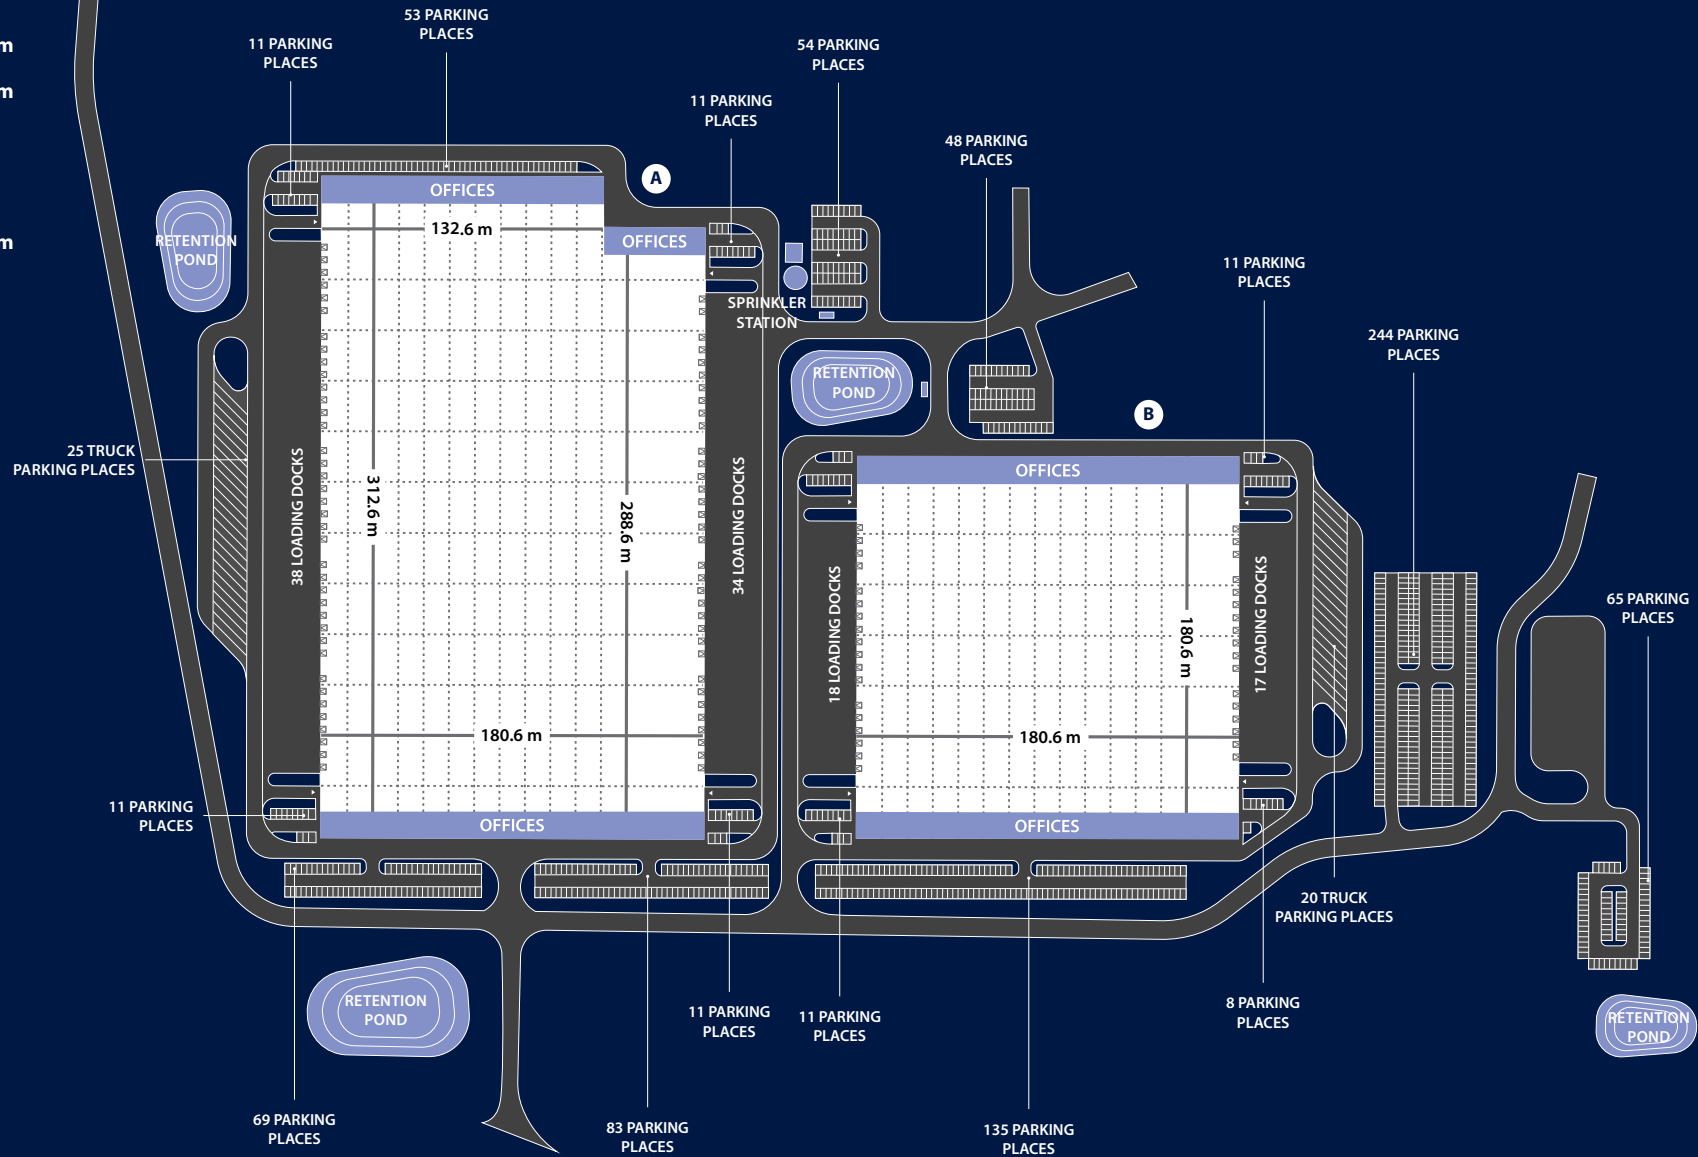 m
m
m
53 PARKING
PLACES
11 PARKING
PLACES
54 PARKING
PLACES
11 PARKING
PLACES
48 PARKING
PLACES
A
OFFICES
132.6 m
OFFICES
RETENTION
POND
SPRINKLER
STATION
11 PARKING
PLACES
244 PARKING
PLACES
RETENTION
POND
B
25 TRUCK
PARKING PLACES
38 LOADING DOCKS
312.6 m
288.6 m
34 LOADING DOCKS
OFFICES
18 LOADING DOCKS
180.6 m
17 LOADING DOCKS
65 PARKING
PLACES
180.6 m
180.6 m
11 PARKING
PLACES
OFFICES
OFFICES
20 TRUCK
PARKING PLACES
RETENTION
POND
11 PARKING
PLACES
11 PARKING
PLACES
8 PARKING
PLACES
RETENTION
POND
69 PARKING
PLACES
83 PARKING
PLACES
135 PARKING
PLACES